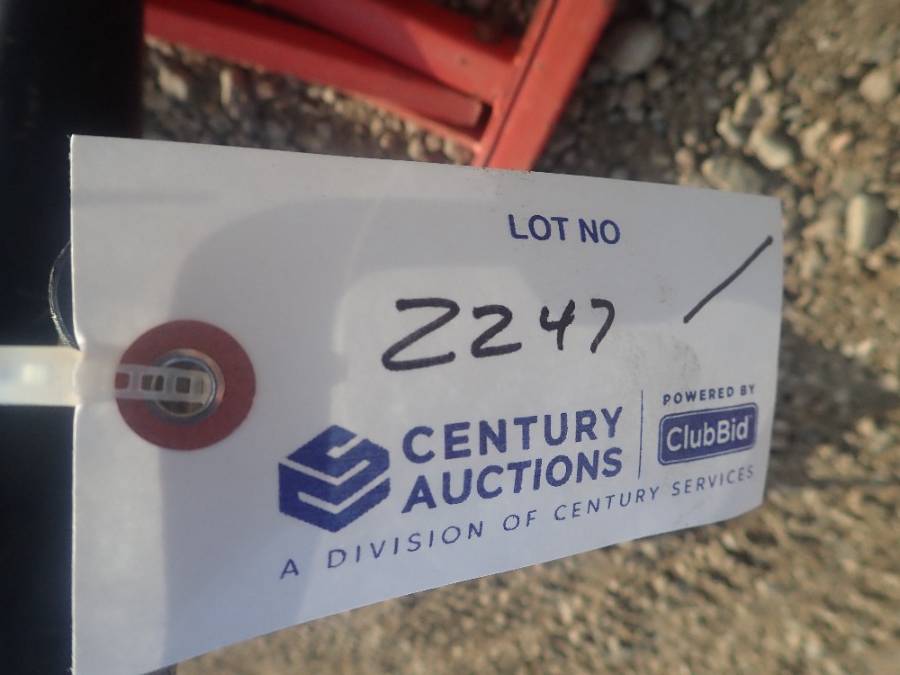 LOT NO
2247 /
CENTURY
AUCTIONS
A DIVISION OF CENTURY SERVICES
POWERED BY
ClubBid